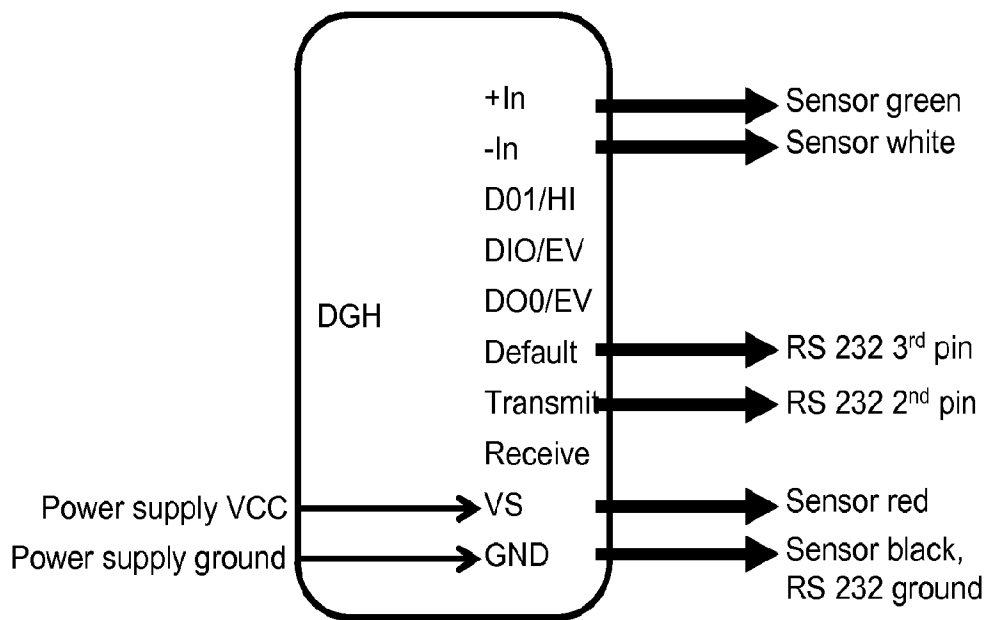 +In
Sensor green
-In
Sensor white
D01/HI
DIO/EV
DO0/EV
DGH
Default
RS 232 3rd pin
Transmit
RS 232 2nd pin
Receive
Power supply VCC
VS
Sensor red
Power supply ground
GND
Sensor black,
RS 232 ground